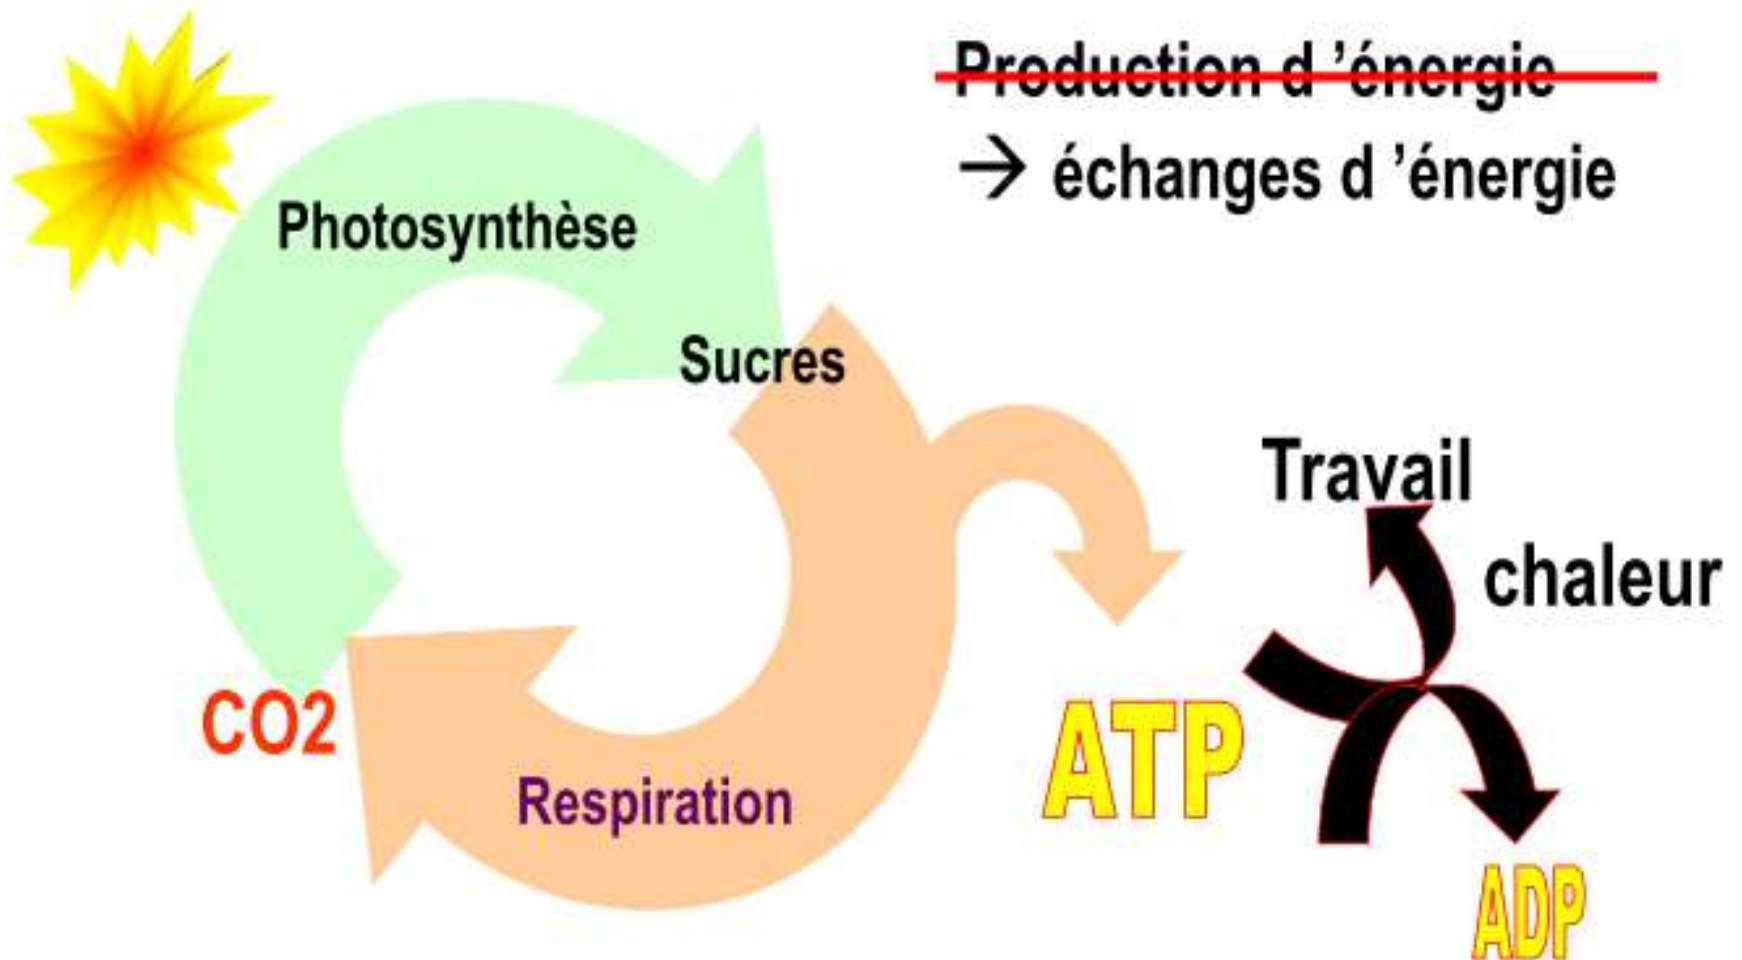 Production d ’énergie
→ échanges d ’énergie
Photosynthèse
Sucres
Travail
chaleur
CO2
ATP
Respiration
ADP